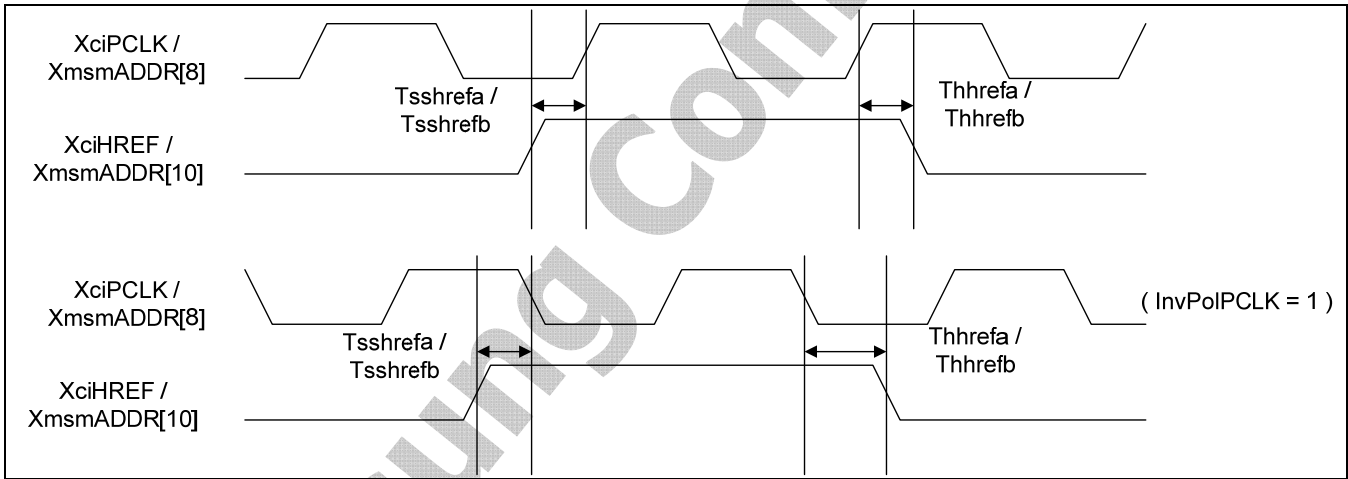 XciPCLK /
XmsmADDR[8]
Tsshrefa /
Tsshrefb
Thhrefa /
Thhrefb
XciHREF /
XmsmADDR[10]
XciPCLK /
XmsmADDR[8]
( InvPolPCLK = 1 )
Tsshrefa /
Tsshrefb
Thhrefa /
Thhrefb
XciHREF /
XmsmADDR[10]